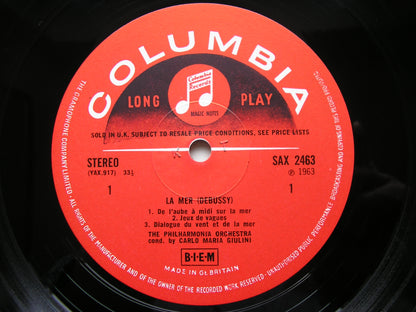 COLUMBIA
Columbia
Records
MAGIC NOTES
LONG PLAY
SOLD IN U.K. SUBJECT TO RESALE PRICE CONDITIONS, SEE PRICE LISTS
STEREO SAX 2463
(YAX.917) 33⅓ ℗ 1963
1 1
LA MER (DEBUSSY)
1. De l'aube à midi sur la mer
2. Jeux de vagues
3. Dialogue du vent et de la mer
THE PHILHARMONIA ORCHESTRA
cond. by CARLO MARIA GIULINI
B·I·E·M
MADE IN Gt BRITAIN
THE GRAMOPHONE COMPANY LIMITED · ALL RIGHTS OF THE MANUFACTURER AND OF THE OWNER OF THE RECORDED WORK RESERVED · UNAUTHORISED PUBLIC PERFORMANCE BROADCASTING AND COPYING OF THIS RECORD PROHIBITED